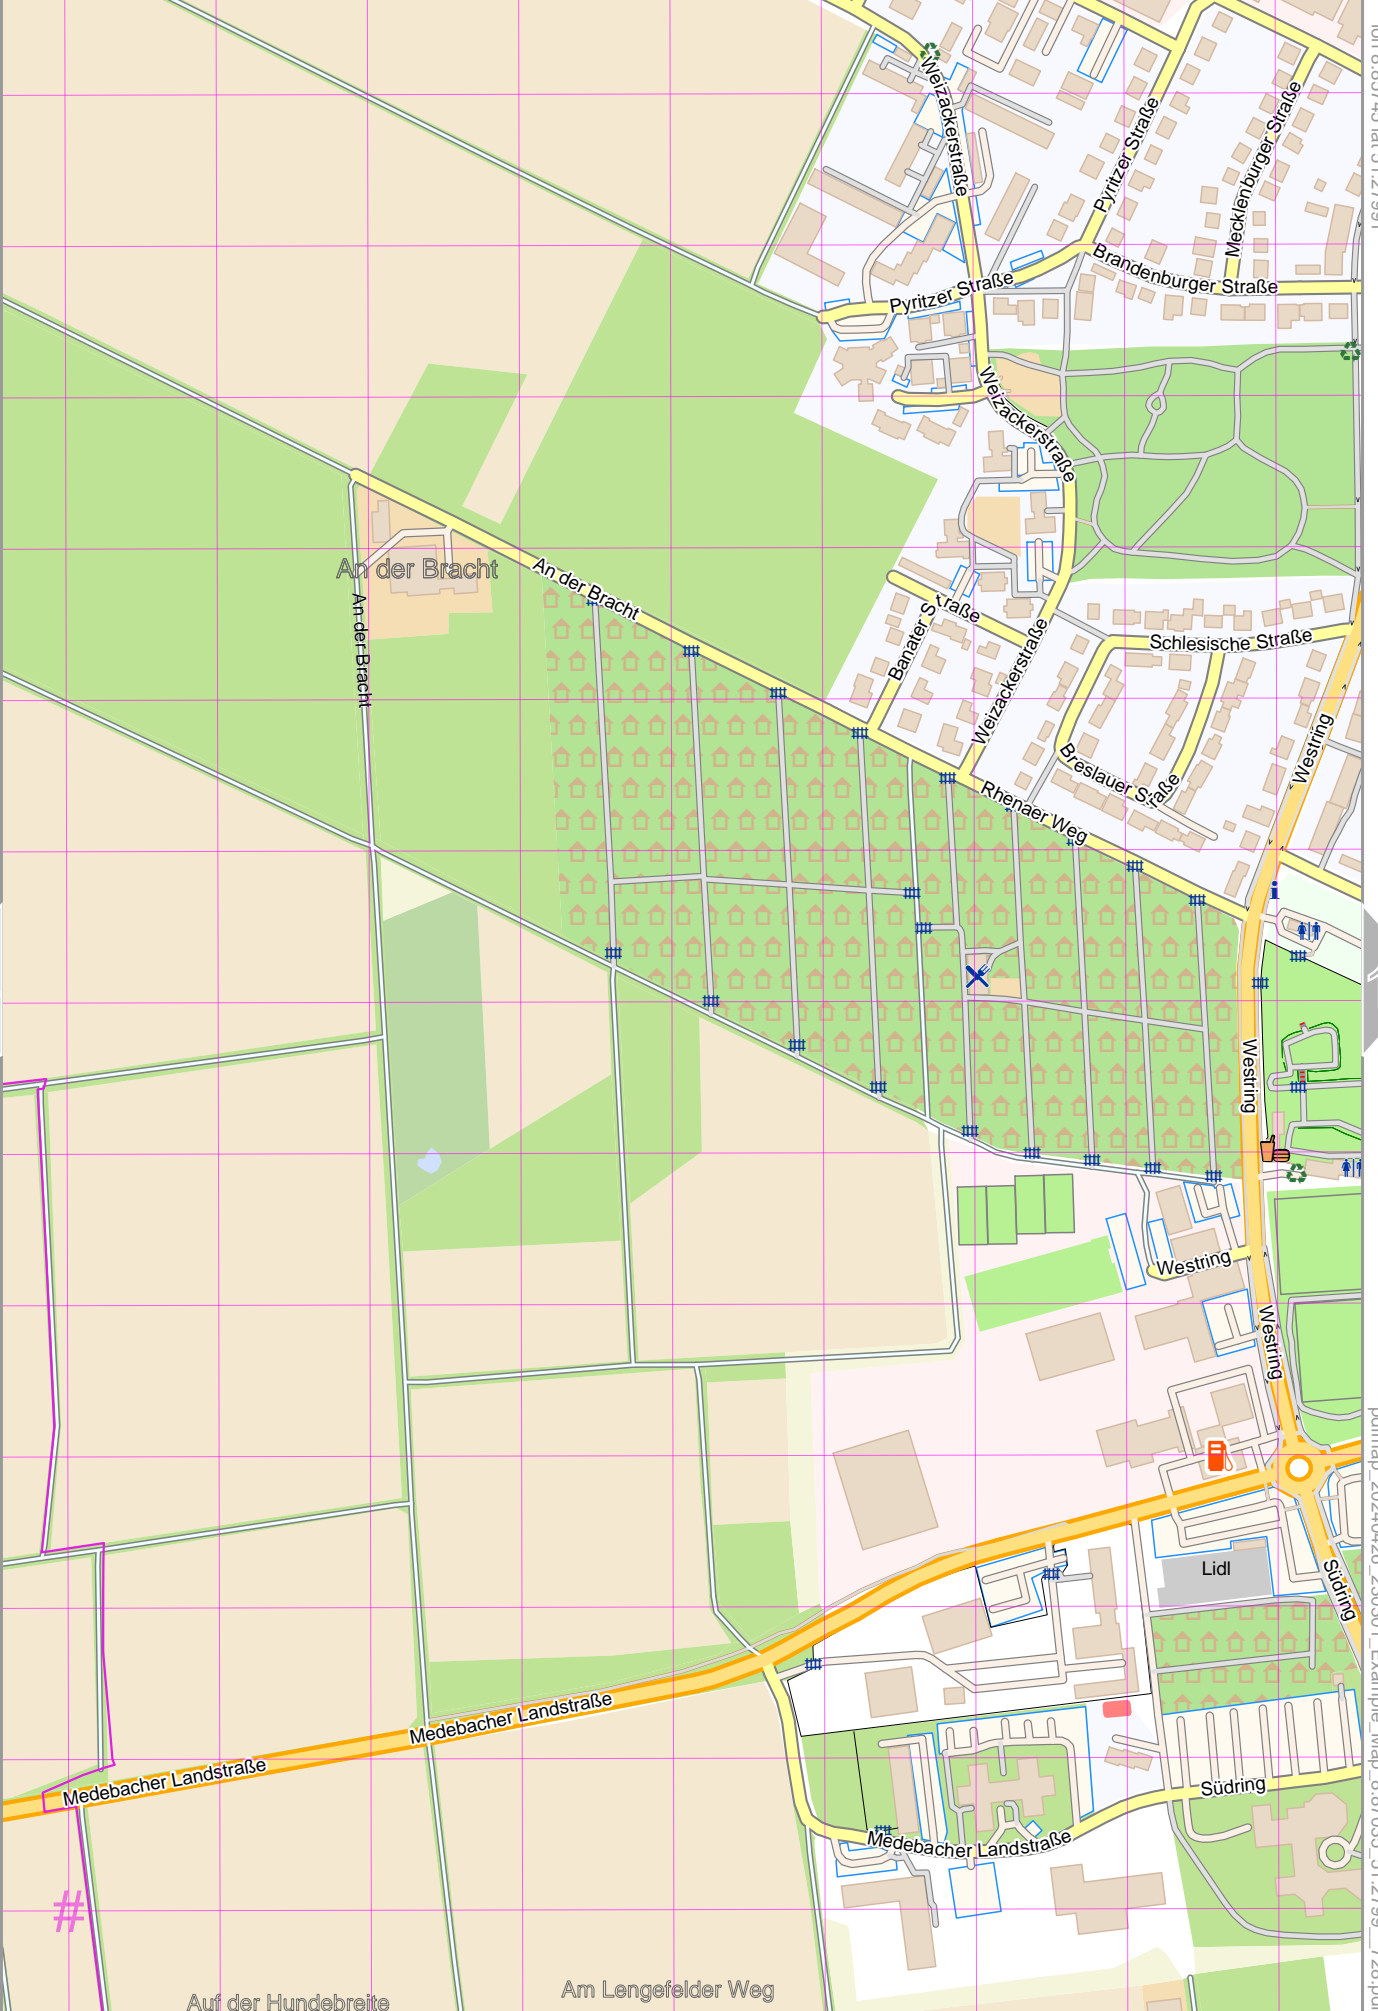 Weizackerstraße
Pyritzer Straße
Mecklenburger Straße
Brandenburger Straße
Pyritzer Straße
Weizackerstraße
An der Bracht
An der Bracht
An der Bracht
Banater Straße
Weizackerstraße
Schlesische Straße
Westring
Breslauer Straße
Rhenaer Weg
i
Westring
Westring
Westring
Lidl
Südring
Medebacher Landstraße
Medebacher Landstraße
Südring
Medebacher Landstraße
#
Am Lengefelder Weg
Auf der Hundebreite